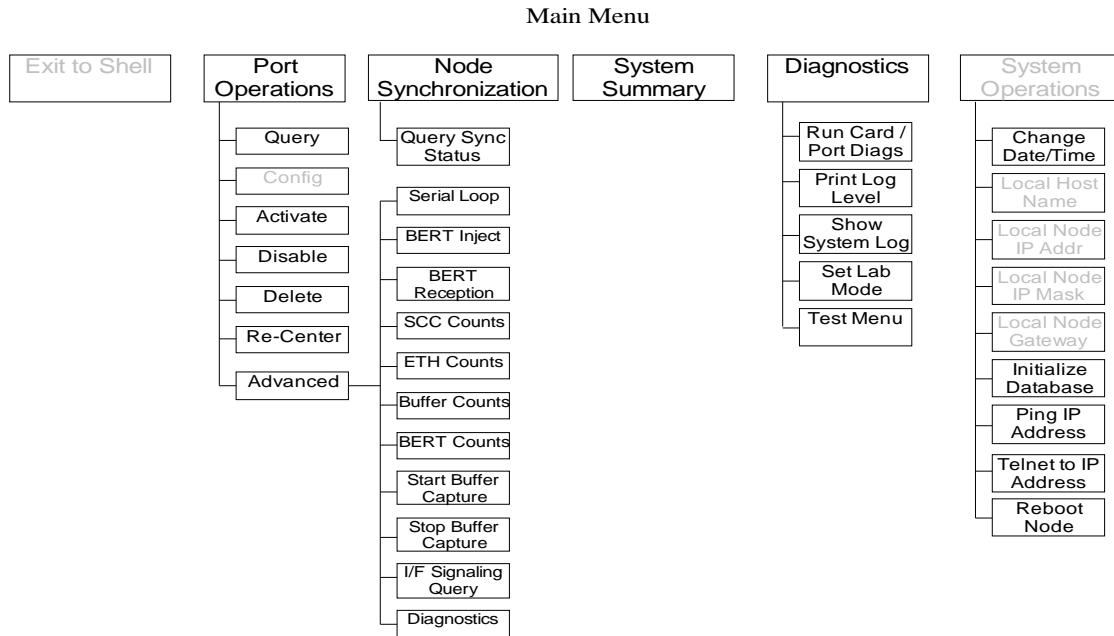 Main Menu
Exit to Shell
Port
Operations
Node
Synchronization
System
Summary
Diagnostics
System
Operations
Query
Config
Activate
Disable
Delete
Re-Center
Advanced
Query Sync
Status
Serial Loop
BERT Inject
BERT
Reception
SCC Counts
ETH Counts
Buffer Counts
BERT Counts
Start Buffer
Capture
Stop Buffer
Capture
I/F Signaling
Query
Diagnostics
Run Card /
Port Diags
Print Log
Level
Show
System Log
Set Lab
Mode
Test Menu
Change
Date/Time
Local Host
Name
Local Node
IP Addr
Local Node
IP Mask
Local Node
Gateway
Initialize
Database
Ping IP
Address
Telnet to IP
Address
Reboot
Node